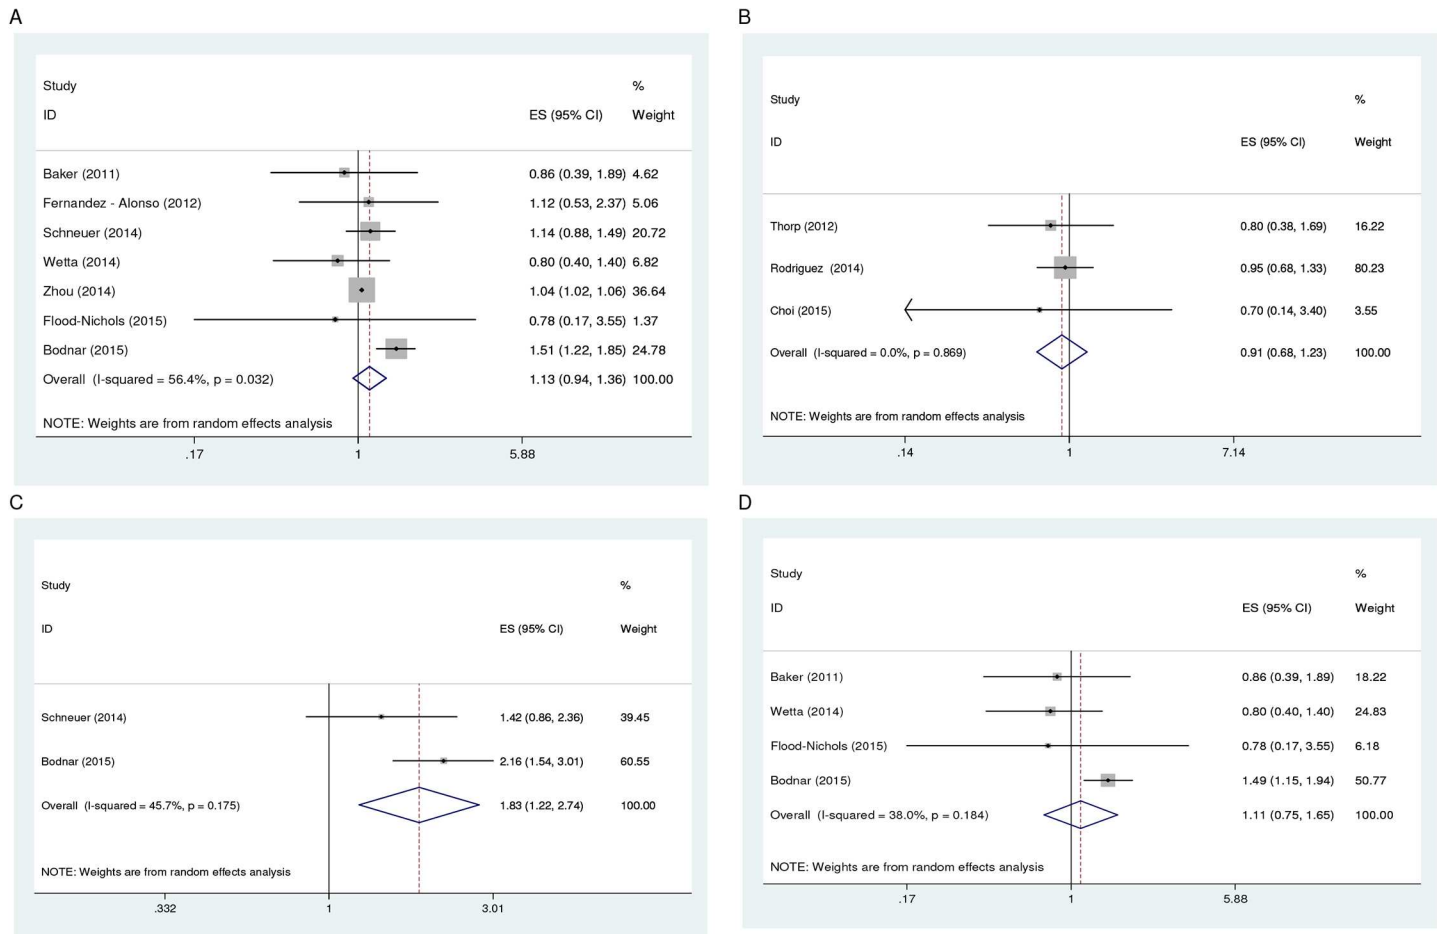 A
Study %
ID ES (95% CI) Weight
Baker (2011) 0.86 (0.39, 1.89) 4.62
Fernandez - Alonso (2012) 1.12 (0.53, 2.37) 5.06
Schneuer (2014) 1.14 (0.88, 1.49) 20.72
Wetta (2014) 0.80 (0.40, 1.40) 6.82
Zhou (2014) 1.04 (1.02, 1.06) 36.64
Flood-Nichols (2015) 0.78 (0.17, 3.55) 1.37
Bodnar (2015) 1.51 (1.22, 1.85) 24.78
Overall (I-squared = 56.4%, p = 0.032) 1.13 (0.94, 1.36) 100.00
NOTE: Weights are from random effects analysis
.17 1 5.88
B
Study %
ID ES (95% CI) Weight
Thorp (2012) 0.80 (0.38, 1.69) 16.22
Rodriguez (2014) 0.95 (0.68, 1.33) 80.23
Choi (2015) 0.70 (0.14, 3.40) 3.55
Overall (I-squared = 0.0%, p = 0.869) 0.91 (0.68, 1.23) 100.00
NOTE: Weights are from random effects analysis
.14 1 7.14
C
Study %
ID ES (95% CI) Weight
Schneuer (2014) 1.42 (0.86, 2.36) 39.45
Bodnar (2015) 2.16 (1.54, 3.01) 60.55
Overall (I-squared = 45.7%, p = 0.175) 1.83 (1.22, 2.74) 100.00
NOTE: Weights are from random effects analysis
.332 1 3.01
D
Study %
ID ES (95% CI) Weight
Baker (2011) 0.86 (0.39, 1.89) 18.22
Wetta (2014) 0.80 (0.40, 1.40) 24.83
Flood-Nichols (2015) 0.78 (0.17, 3.55) 6.18
Bodnar (2015) 1.49 (1.15, 1.94) 50.77
Overall (I-squared = 38.0%, p = 0.184) 1.11 (0.75, 1.65) 100.00
NOTE: Weights are from random effects analysis
.17 1 5.88